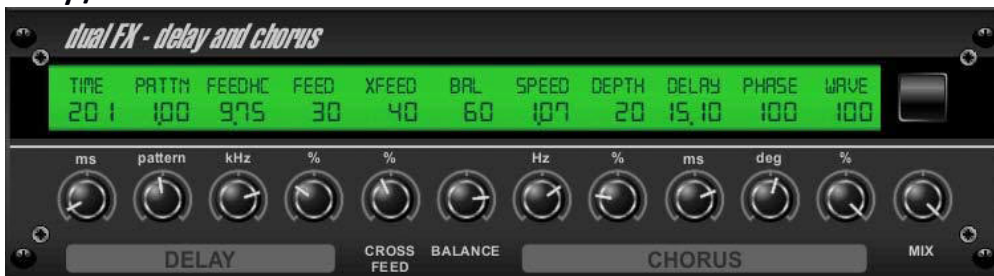 dual FX - delay and chorus
TIME PATTN FEEDHC FEED XFEED BAL SPEED DEPTH DELAY PHASE WAVE
201 1,00 9,75 30 40 60 1,07 20 15,10 100 100
ms pattern kHz % % Hz % ms deg %
DELAY CROSS FEED BALANCE CHORUS MIX